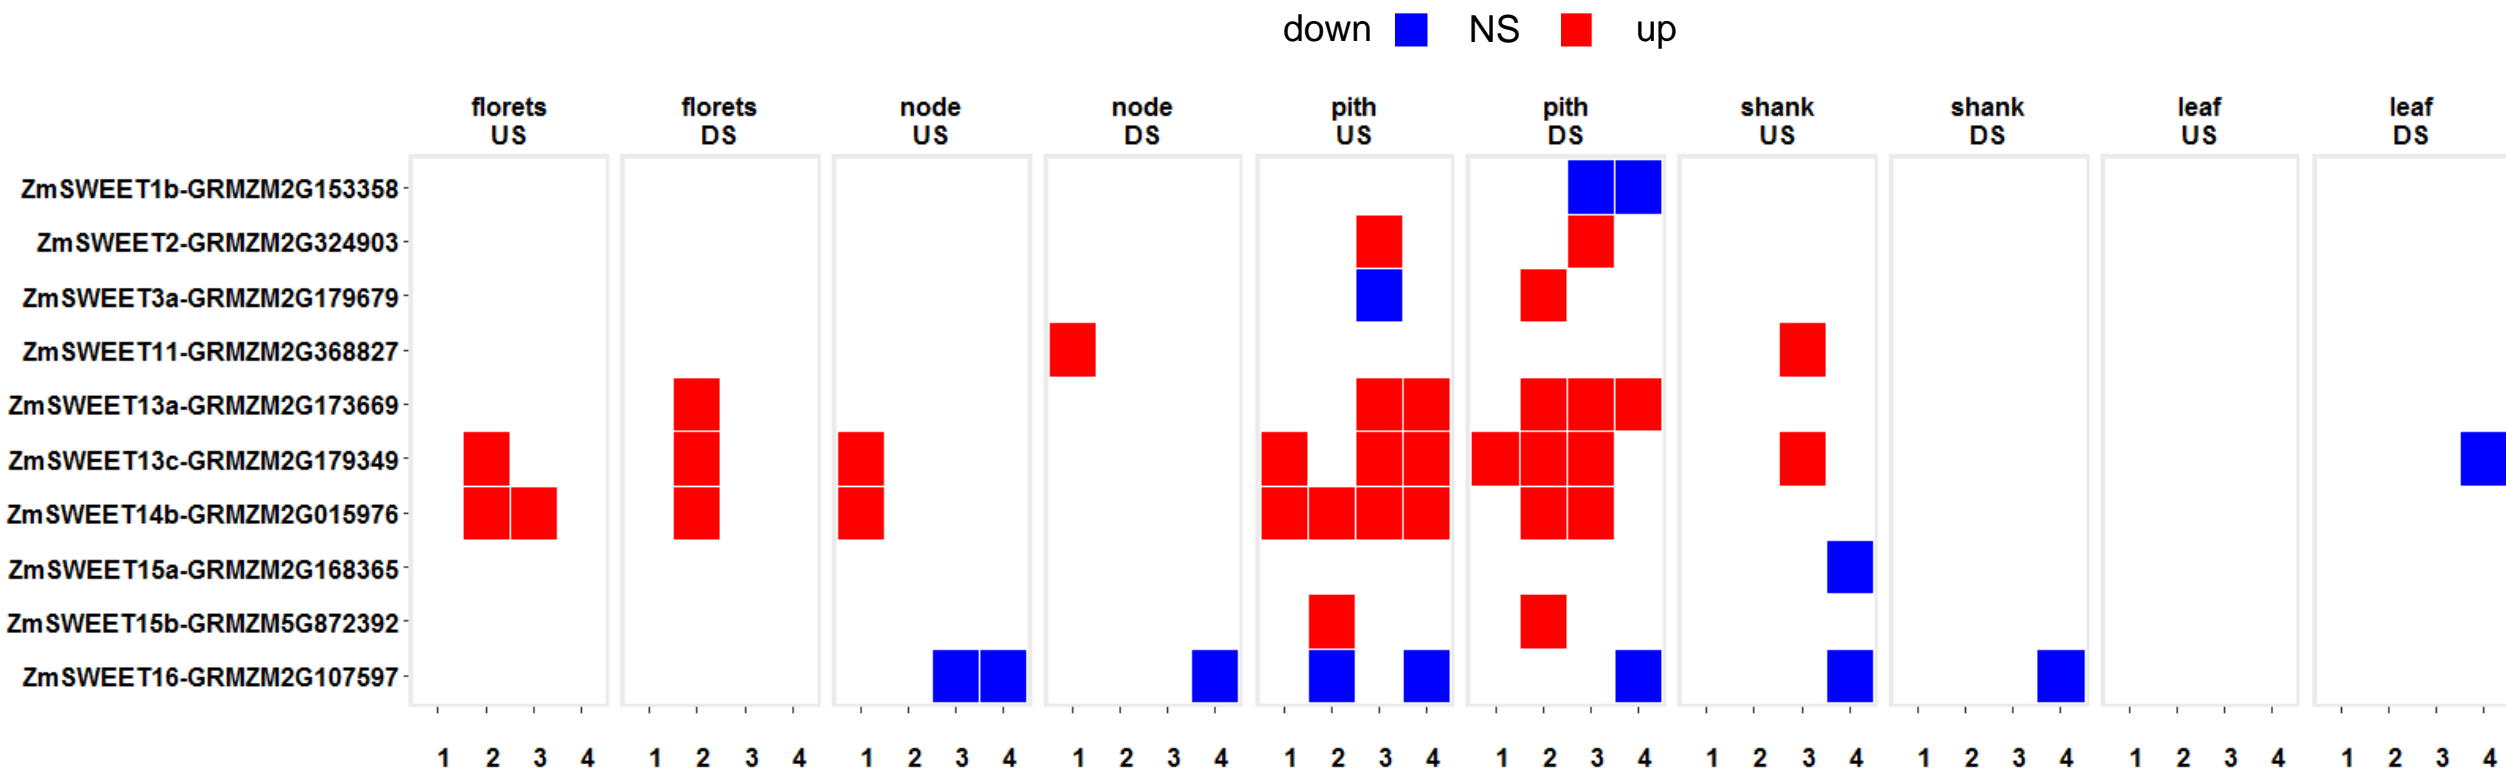 down NS up
florets florets node node pith pith shank shank leaf leaf
US DS US DS US DS US DS US DS
ZmSWEET1b-GRMZM2G153358
ZmSWEET2-GRMZM2G324903
ZmSWEET3a-GRMZM2G179679
ZmSWEET11-GRMZM2G368827
ZmSWEET13a-GRMZM2G173669
ZmSWEET13c-GRMZM2G179349
ZmSWEET14b-GRMZM2G015976
ZmSWEET15a-GRMZM2G168365
ZmSWEET15b-GRMZM5G872392
ZmSWEET16-GRMZM2G107597
1 2 3 4 1 2 3 4 1 2 3 4 1 2 3 4 1 2 3 4 1 2 3 4 1 2 3 4 1 2 3 4 1 2 3 4 1 2 3 4